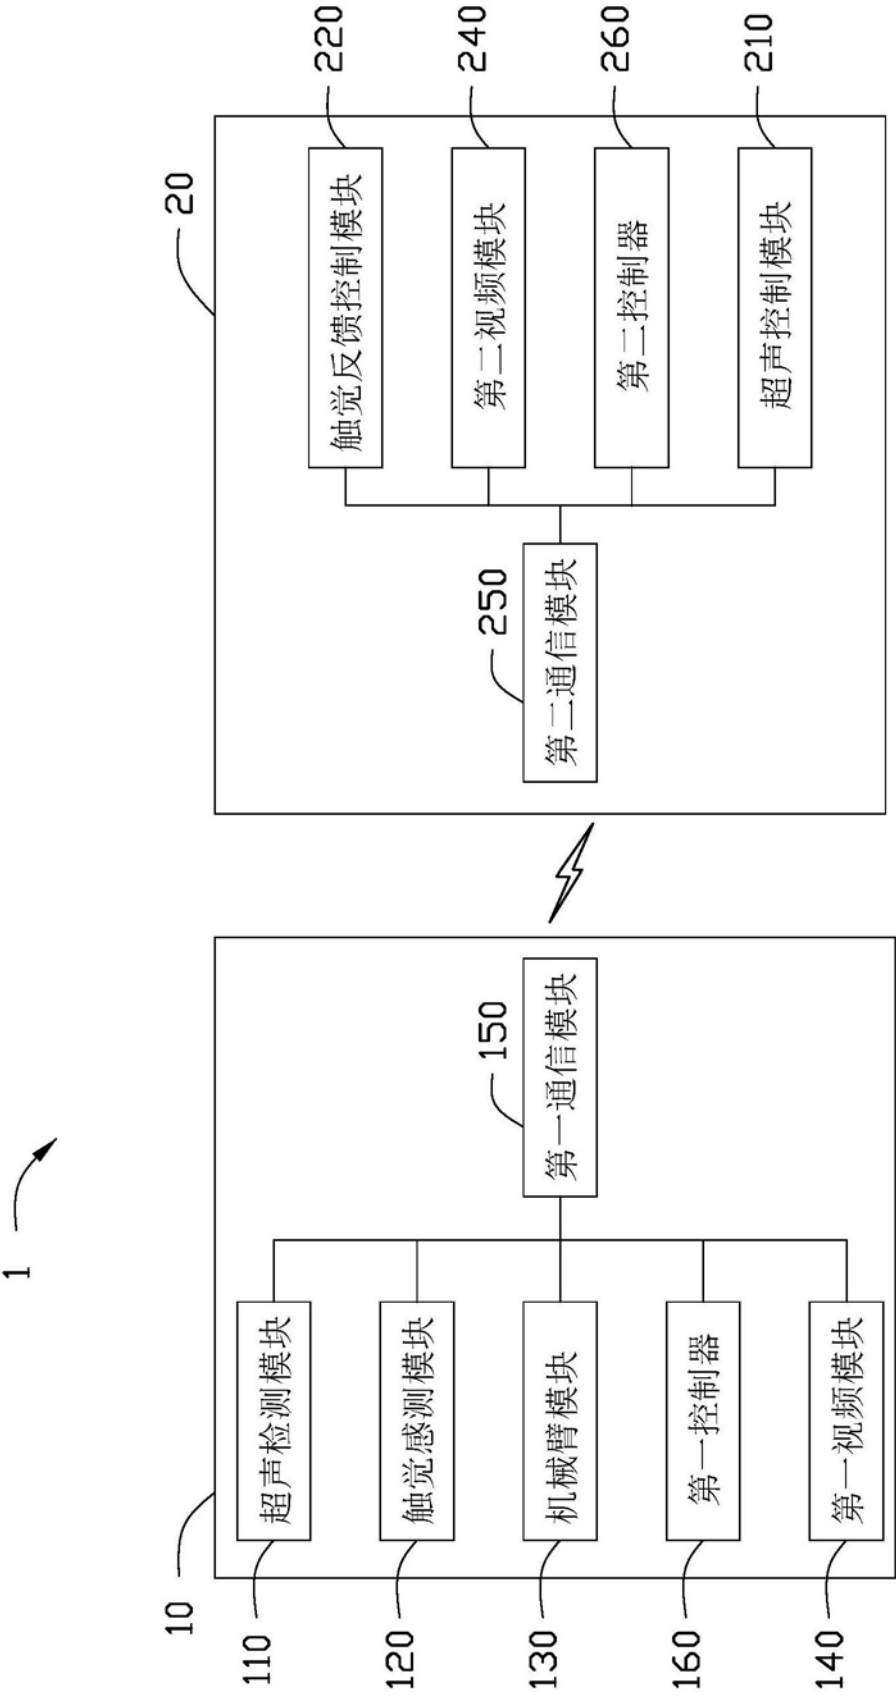 1
10
110
超声检测模块
120
触觉感测模块
130
机械臂模块
160
第一控制器
140
第一视频模块
150
第一通信模块
20
250
第二通信模块
触觉反馈控制模块
220
第二视频模块
240
第二控制器
260
超声控制模块
210